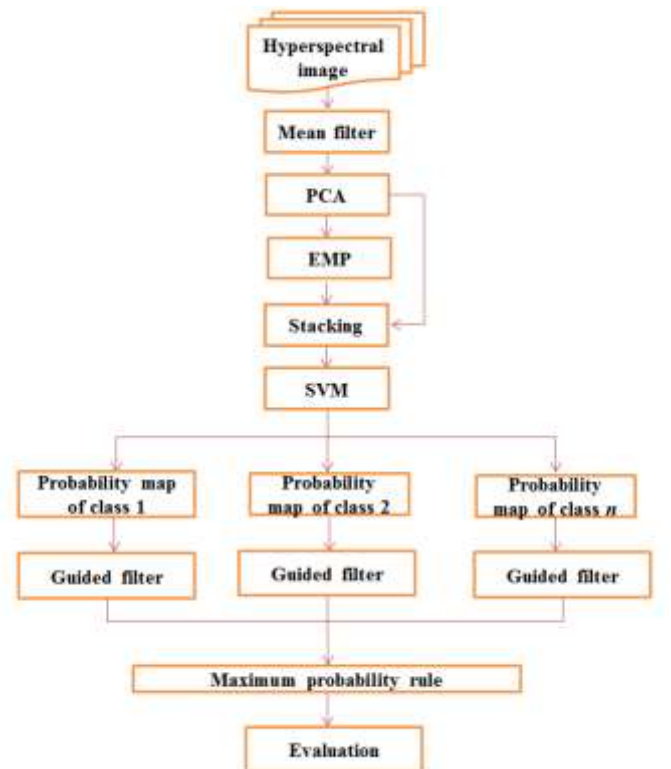 Hyperspectral
image
Mean filter
PCA
EMP
Stacking
SVM
Probability map
of class 1
Probability
map of class 2
Probability
map of class n
Guided filter
Guided filter
Guided filter
Maximum probability rule
Evaluation